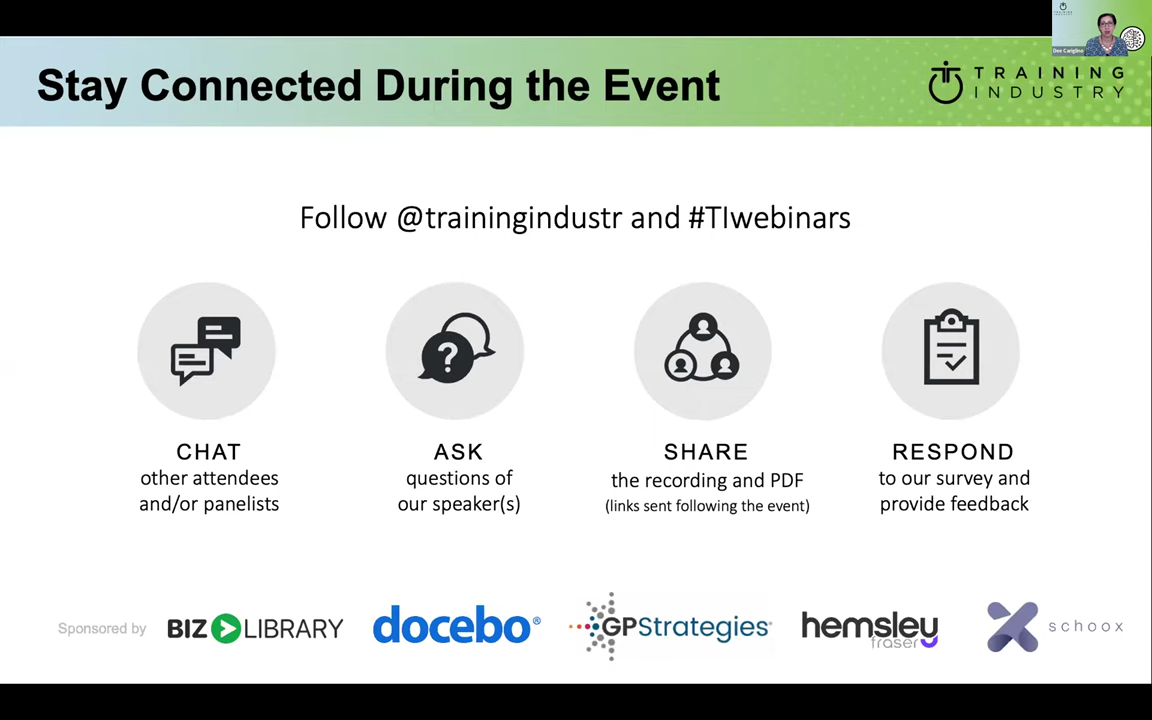 Dee Cariglino
Stay Connected During the Event
TRAINING
INDUSTRY
Follow @trainingindustr and #TIwebinars
CHAT
other attendees
and/or panelists
ASK
questions of
our speaker(s)
SHARE
the recording and PDF
(links sent following the event)
RESPOND
to our survey and
provide feedback
Sponsored by
BIZ LIBRARY
docebo®
GPStrategies®
hemsley
fraser
schoox